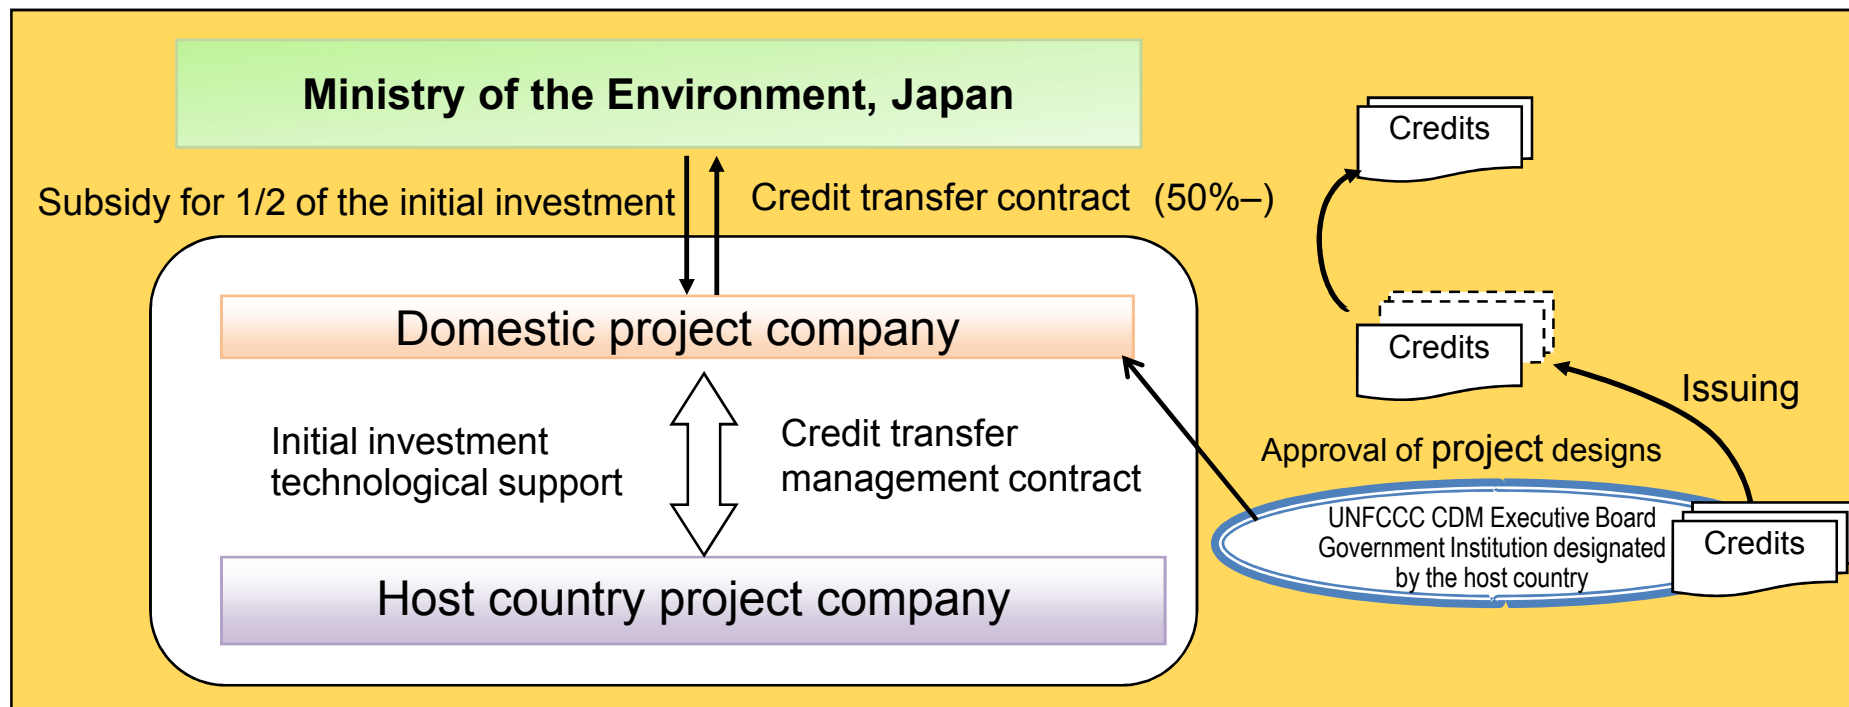 Ministry of the Environment, Japan
Subsidy for 1/2 of the initial investment
Credit transfer contract (50%–)
Credits
Domestic project company
Credits
Issuing
Initial investment
technological support
Credit transfer
management contract
Approval of project designs
UNFCCC CDM Executive Board
Government Institution designated
by the host country
Credits
Host country project company